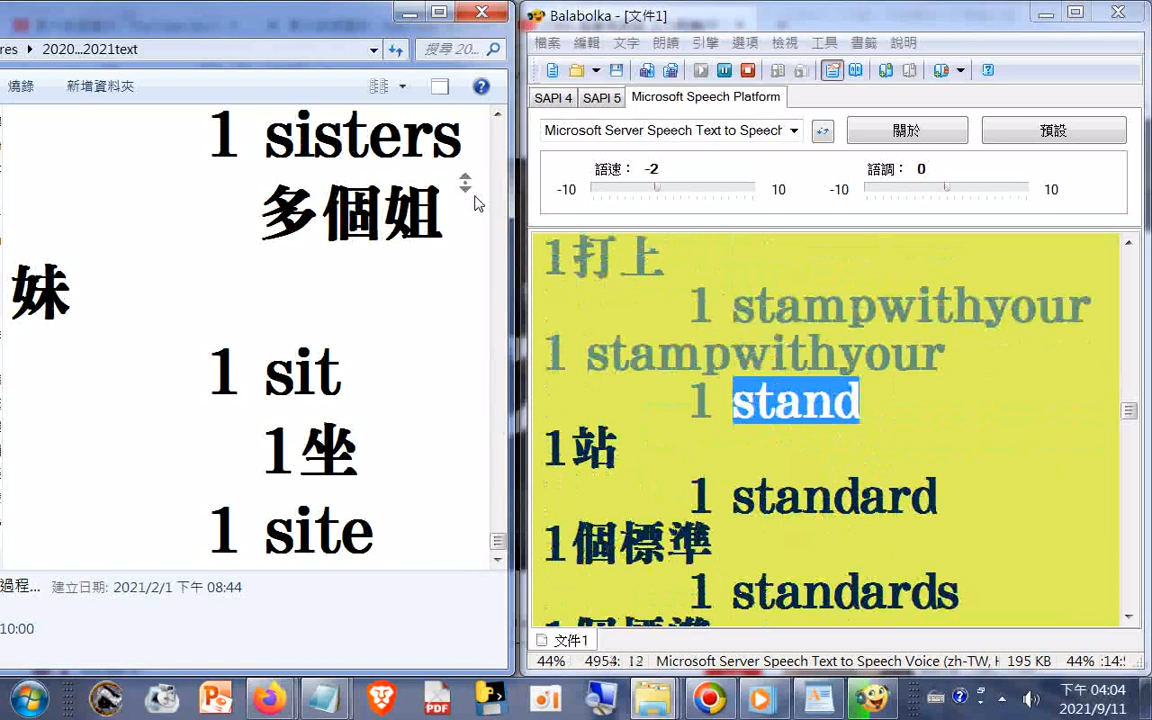 res ▸ 2020...2021text
搜尋 20...
燒錄 新增資料夾
1 sisters
多個姐
妹
1 sit
1坐
1 site
過程... 建立日期: 2021/2/1 下午 08:44
10:00
Balabolka - [文件1]
檔案 編輯 文字 朗讀 引擎 選項 檢視 工具 書籤 說明
SAPI 4 SAPI 5 Microsoft Speech Platform
Microsoft Server Speech Text to Speech
關於 預設
語速： -2 語調： 0
-10 10 -10 10
1打上
1 stampwithyour
1 stampwithyour
1 stand
1站
1 standard
1個標準
1 standards
1個標準
文件1
44% 4954: 12 Microsoft Server Speech Text to Speech Voice (zh-TW, H 195 KB 44%
PDF
下午 04:04
2021/9/11